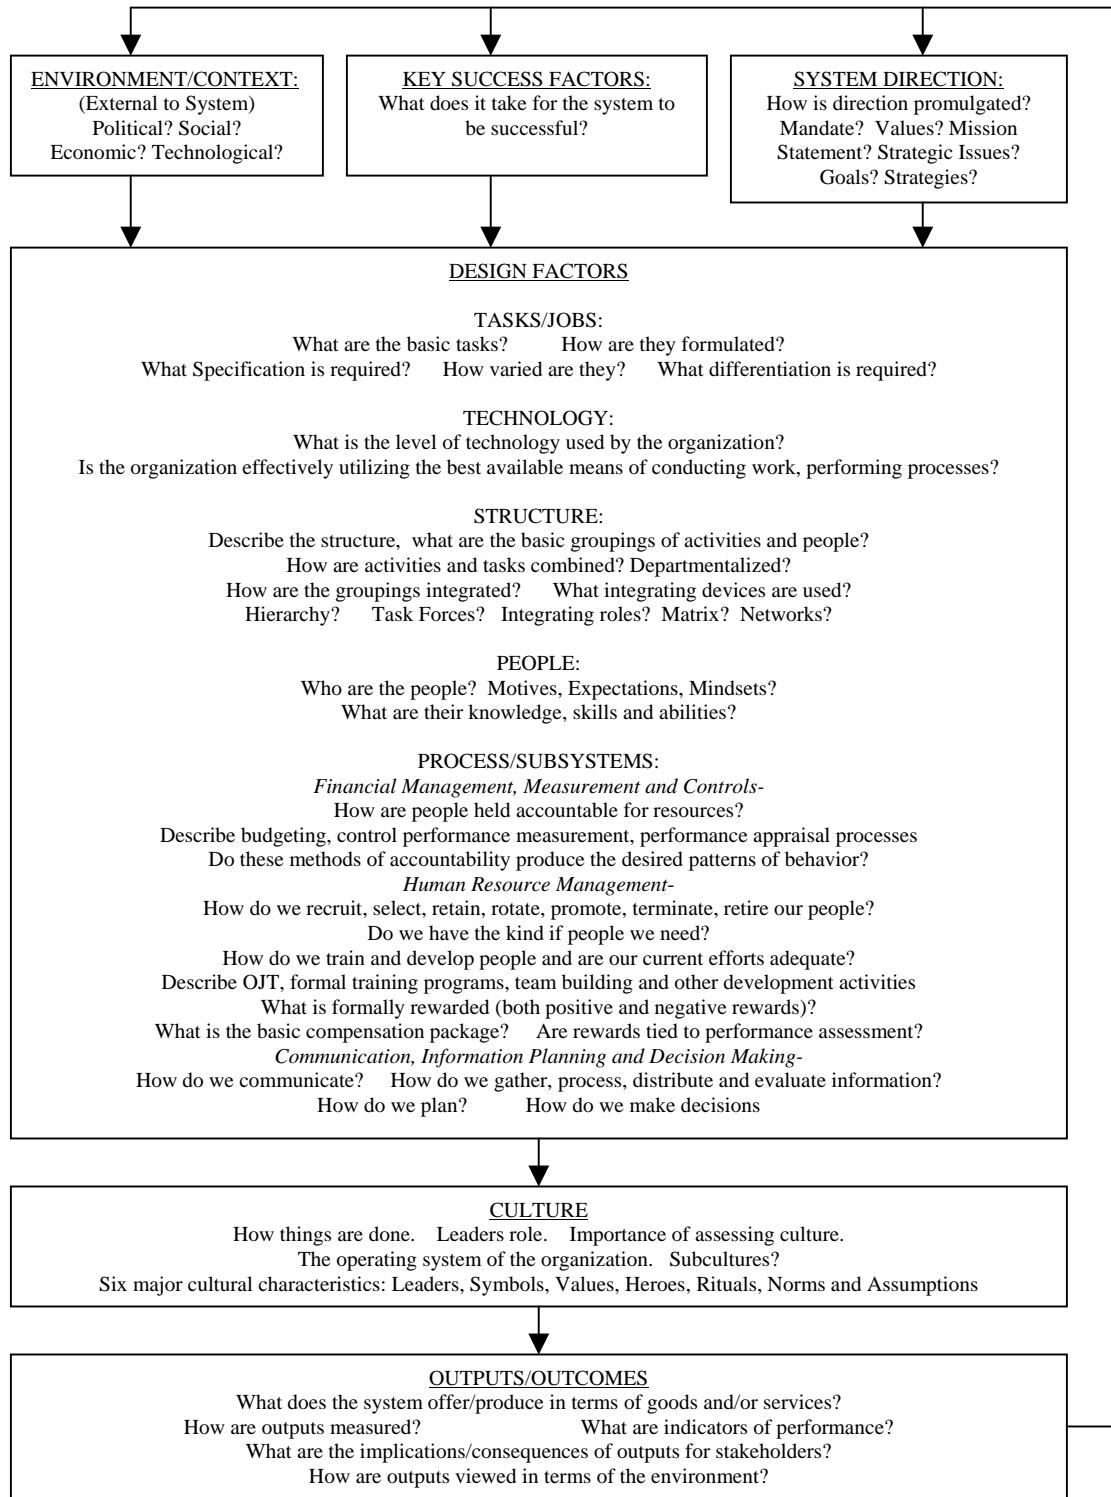 ENVIRONMENT/CONTEXT:
(External to System)
Political? Social?
Economic? Technological?
KEY SUCCESS FACTORS:
What does it take for the system to
be successful?
SYSTEM DIRECTION:
How is direction promulgated?
Mandate? Values? Mission
Statement? Strategic Issues?
Goals? Strategies?
DESIGN FACTORS
TASKS/JOBS:
What are the basic tasks? How are they formulated?
What Specification is required? How varied are they? What differentiation is required?
TECHNOLOGY:
What is the level of technology used by the organization?
Is the organization effectively utilizing the best available means of conducting work, performing processes?
STRUCTURE:
Describe the structure, what are the basic groupings of activities and people?
How are activities and tasks combined? Departmentalized?
How are the groupings integrated? What integrating devices are used?
Hierarchy? Task Forces? Integrating roles? Matrix? Networks?
PEOPLE:
Who are the people? Motives, Expectations, Mindsets?
What are their knowledge, skills and abilities?
PROCESS/SUBSYSTEMS:
Financial Management, Measurement and Controls-
How are people held accountable for resources?
Describe budgeting, control performance measurement, performance appraisal processes
Do these methods of accountability produce the desired patterns of behavior?
Human Resource Management-
How do we recruit, select, retain, rotate, promote, terminate, retire our people?
Do we have the kind if people we need?
How do we train and develop people and are our current efforts adequate?
Describe OJT, formal training programs, team building and other development activities
What is formally rewarded (both positive and negative rewards)?
What is the basic compensation package? Are rewards tied to performance assessment?
Communication, Information Planning and Decision Making-
How do we communicate? How do we gather, process, distribute and evaluate information?
How do we plan? How do we make decisions
CULTURE
How things are done. Leaders role. Importance of assessing culture.
The operating system of the organization. Subcultures?
Six major cultural characteristics: Leaders, Symbols, Values, Heroes, Rituals, Norms and Assumptions
OUTPUTS/OUTCOMES
What does the system offer/produce in terms of goods and/or services?
How are outputs measured? What are indicators of performance?
What are the implications/consequences of outputs for stakeholders?
How are outputs viewed in terms of the environment?